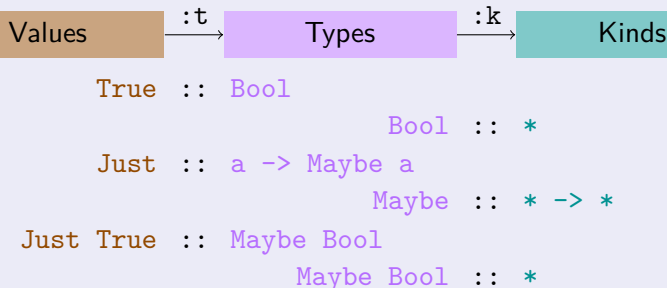 Values :t Types :k Kinds
True :: Bool
Bool :: *
Just :: a -> Maybe a
Maybe :: * -> *
Just True :: Maybe Bool
Maybe Bool :: *